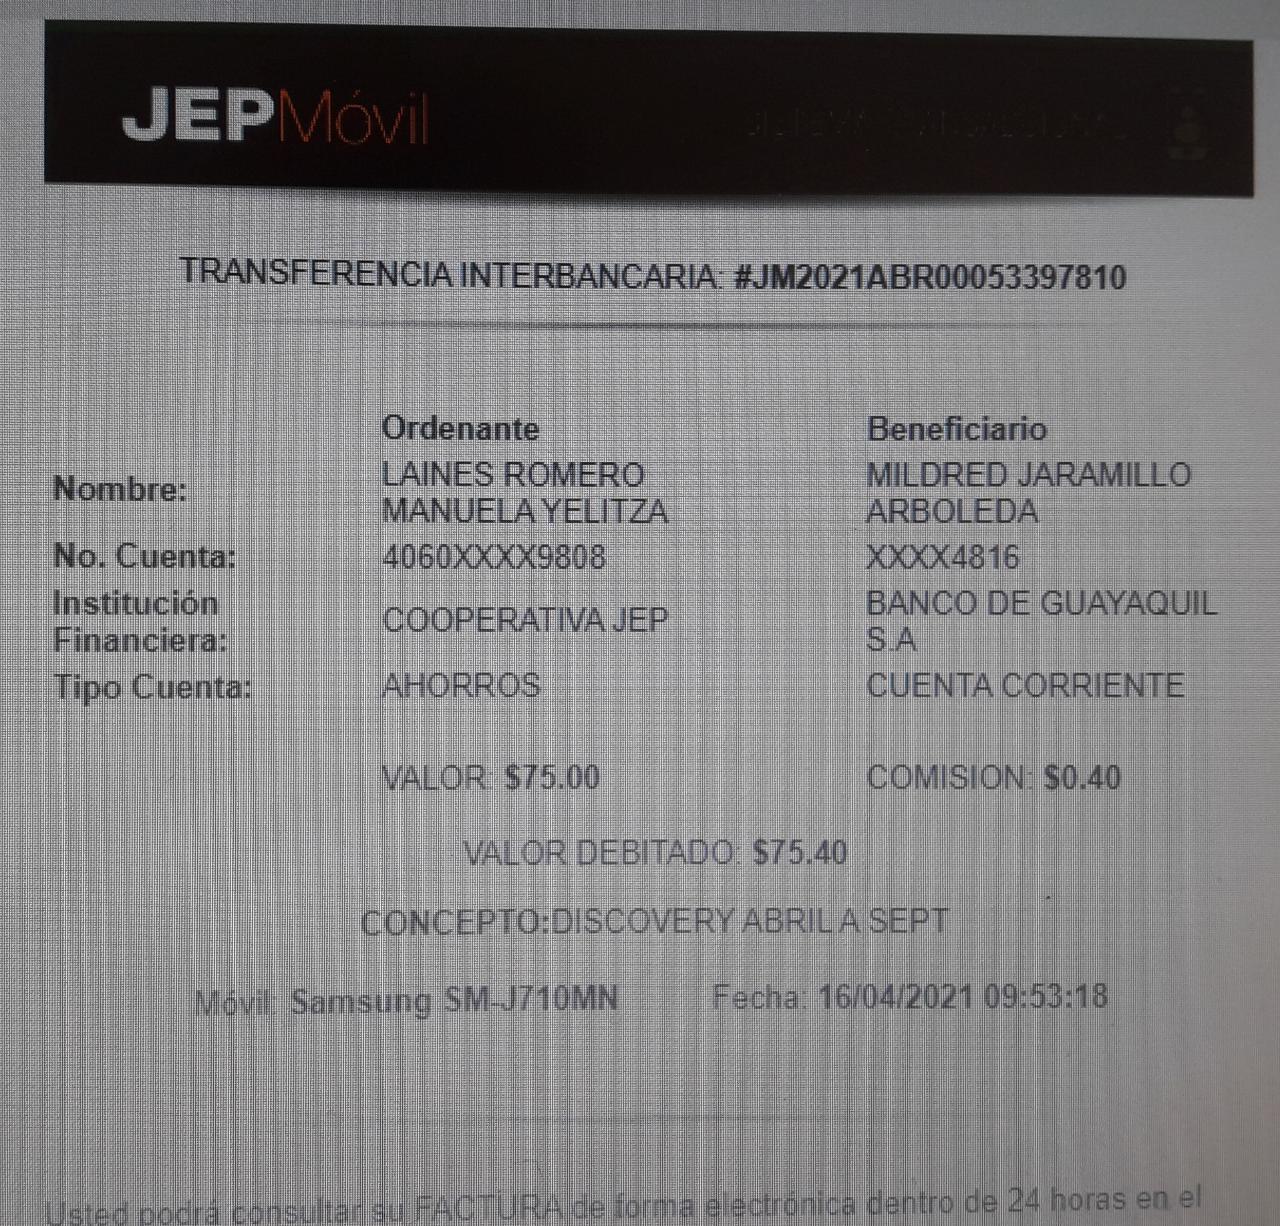 JEPMóvil
TRANSFERENCIA INTERBANCARIA: #JM2021ABR00053397810
Ordenante Beneficiario
Nombre: LAINES ROMERO MANUELA YELITZA MILDRED JARAMILLO ARBOLEDA
No. Cuenta: 4060XXXX9808 XXXX4816
Institución Financiera: COOPERATIVA JEP BANCO DE GUAYAQUIL S.A
Tipo Cuenta: AHORROS CUENTA CORRIENTE
VALOR: $75.00 COMISION: $0.40
VALOR DEBITADO: $75.40
CONCEPTO:DISCOVERY ABRIL A SEPT
Móvil: Samsung SM-J710MN Fecha: 16/04/2021 09:53:18
Usted podrá consultar su FACTURA de forma electrónica dentro de 24 horas en el